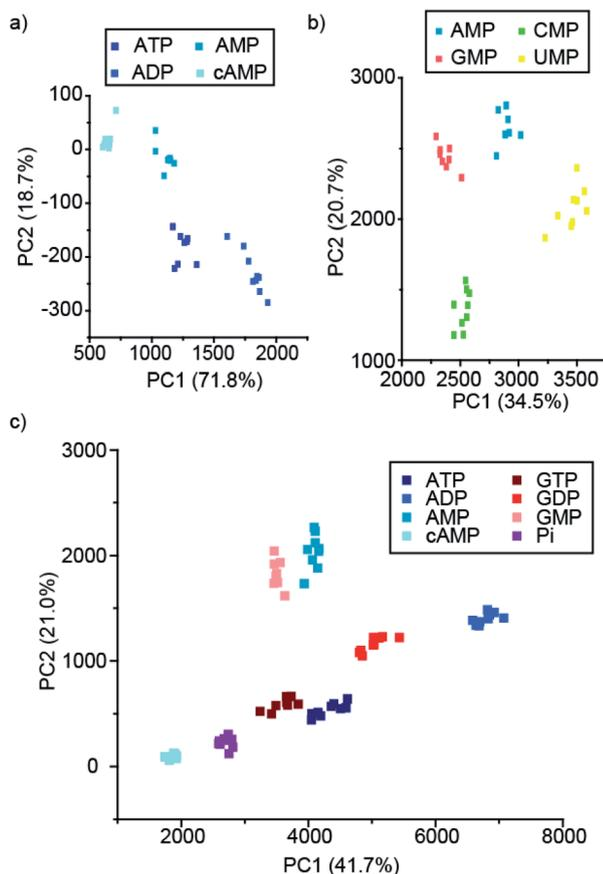 a)
ATP AMP
ADP cAMP
100
0
-100
-200
-300
PC2 (18.7%)
500 1000 1500 2000
PC1 (71.8%)
b)
AMP CMP
GMP UMP
3000
2000
1000
PC2 (20.7%)
2000 2500 3000 3500
PC1 (34.5%)
c)
ATP GTP
ADP GDP
AMP GMP
cAMP Pi
3000
2000
1000
0
PC2 (21.0%)
2000 4000 6000 8000
PC1 (41.7%)